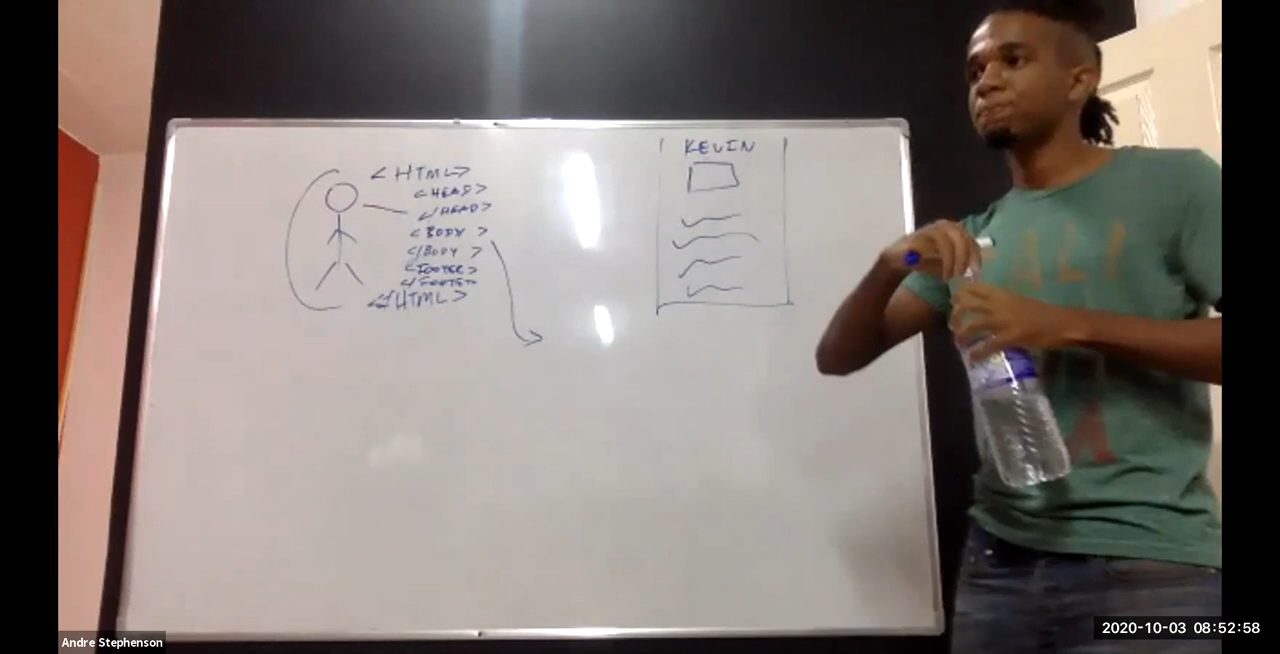 <HTML>
<HEAD>
</HEAD>
<BODY>
</BODY>
<FOOTER>
</FOOTER
</HTML>
KEVIN
Andre Stephenson
2020-10-03 08:52:58